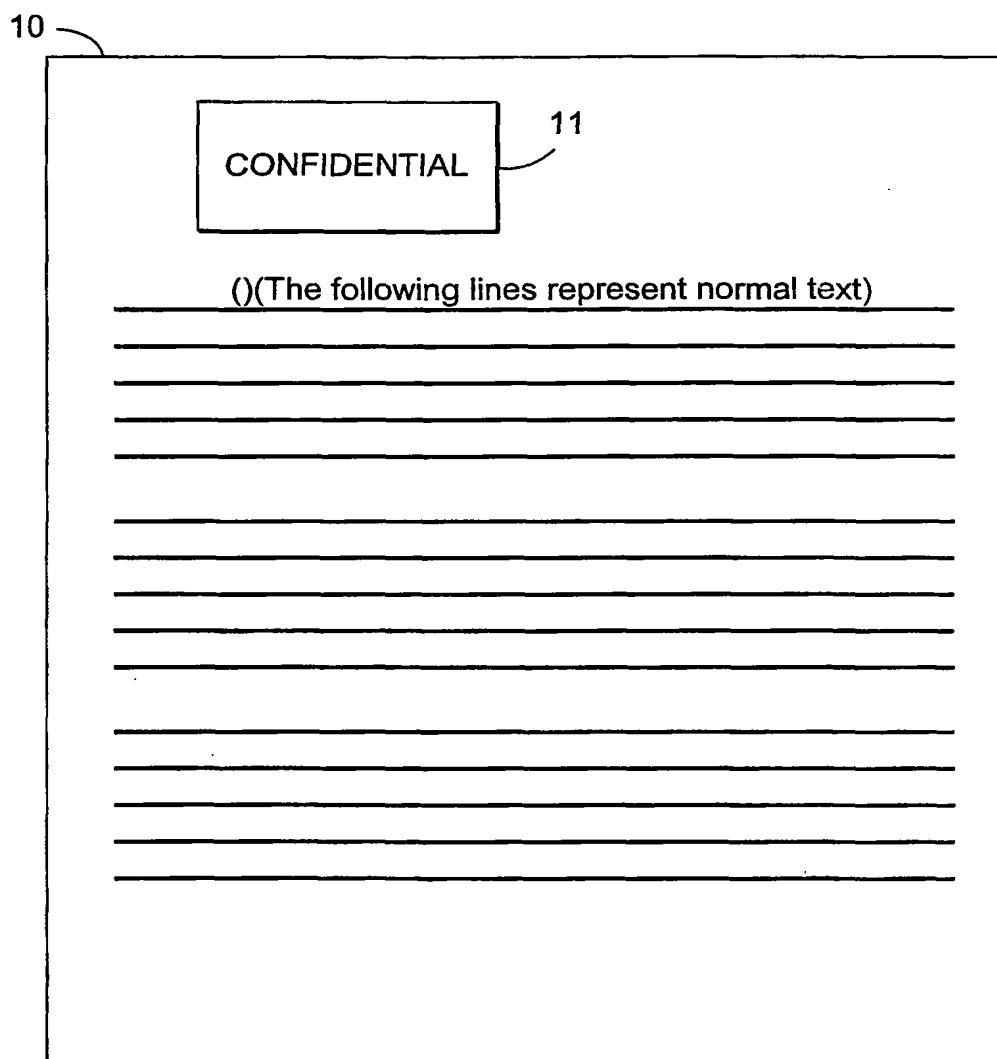 10
11
CONFIDENTIAL
()(The following lines represent normal text)